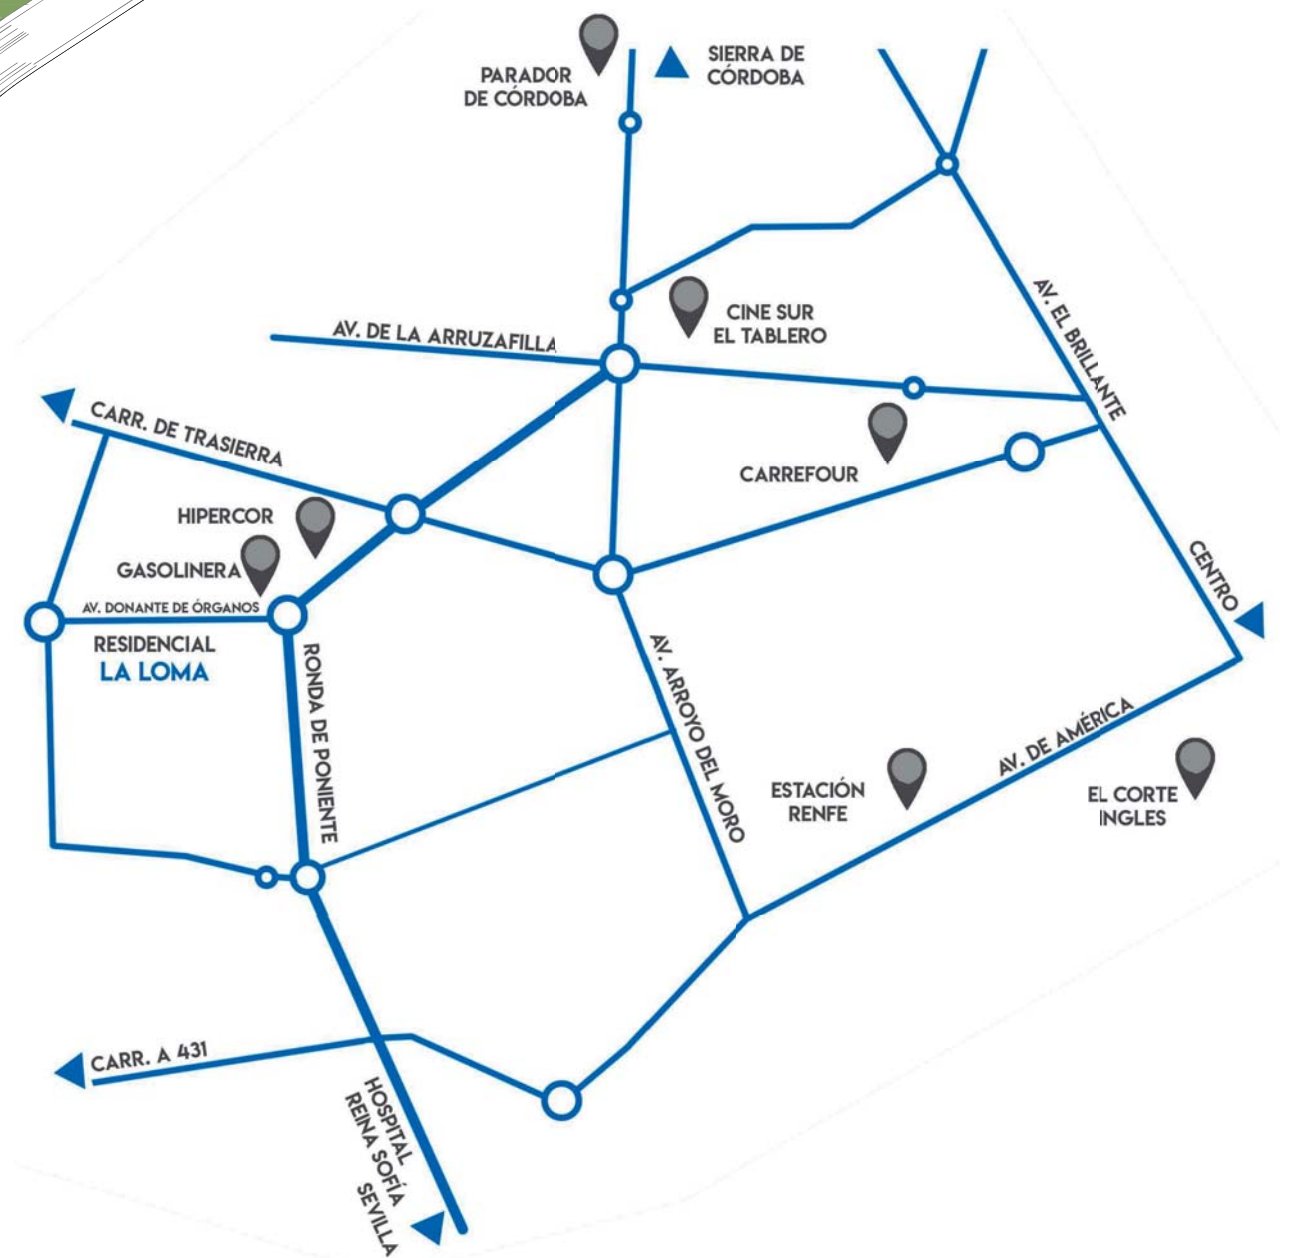 PARADOR
DE CÓRDOBA
SIERRA DE
CÓRDOBA
CINE SUR
EL TABLERO
AV. DE LA ARRUZAFILLA
AV. EL BRILLANTE
CARR. DE TRASIERRA
CARREFOUR
HIPERCOR
GASOLINERA
AV. DONANTE DE ÓRGANOS
CENTRO
RESIDENCIAL
LA LOMA
RONDA DE PONIENTE
AV. ARROYO DEL MORO
AV. DE AMÉRICA
ESTACIÓN
RENFE
EL CORTE
INGLES
CARR. A 431
HOSPITAL
REINA SOFÍA
SEVILLA